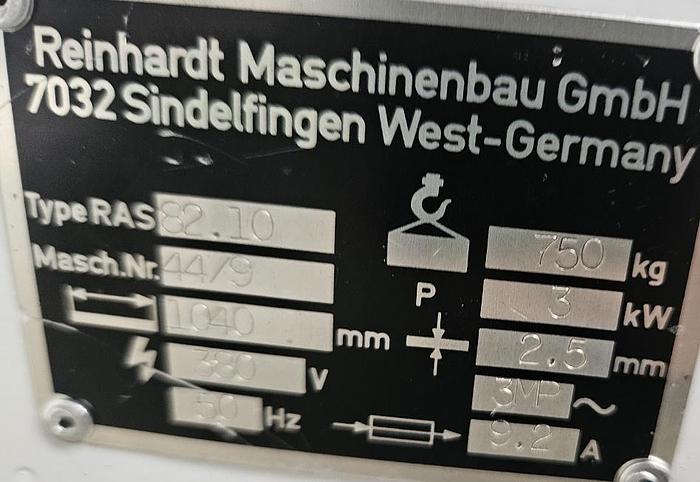 Reinhardt Maschinenbau GmbH
7032 Sindelfingen West-Germany
Type RAS 82.10
Masch.Nr. 44/9
1040 mm
380 V
50 Hz
750 kg
P 3 kW
2.5 mm
3MP ~
9.2 A